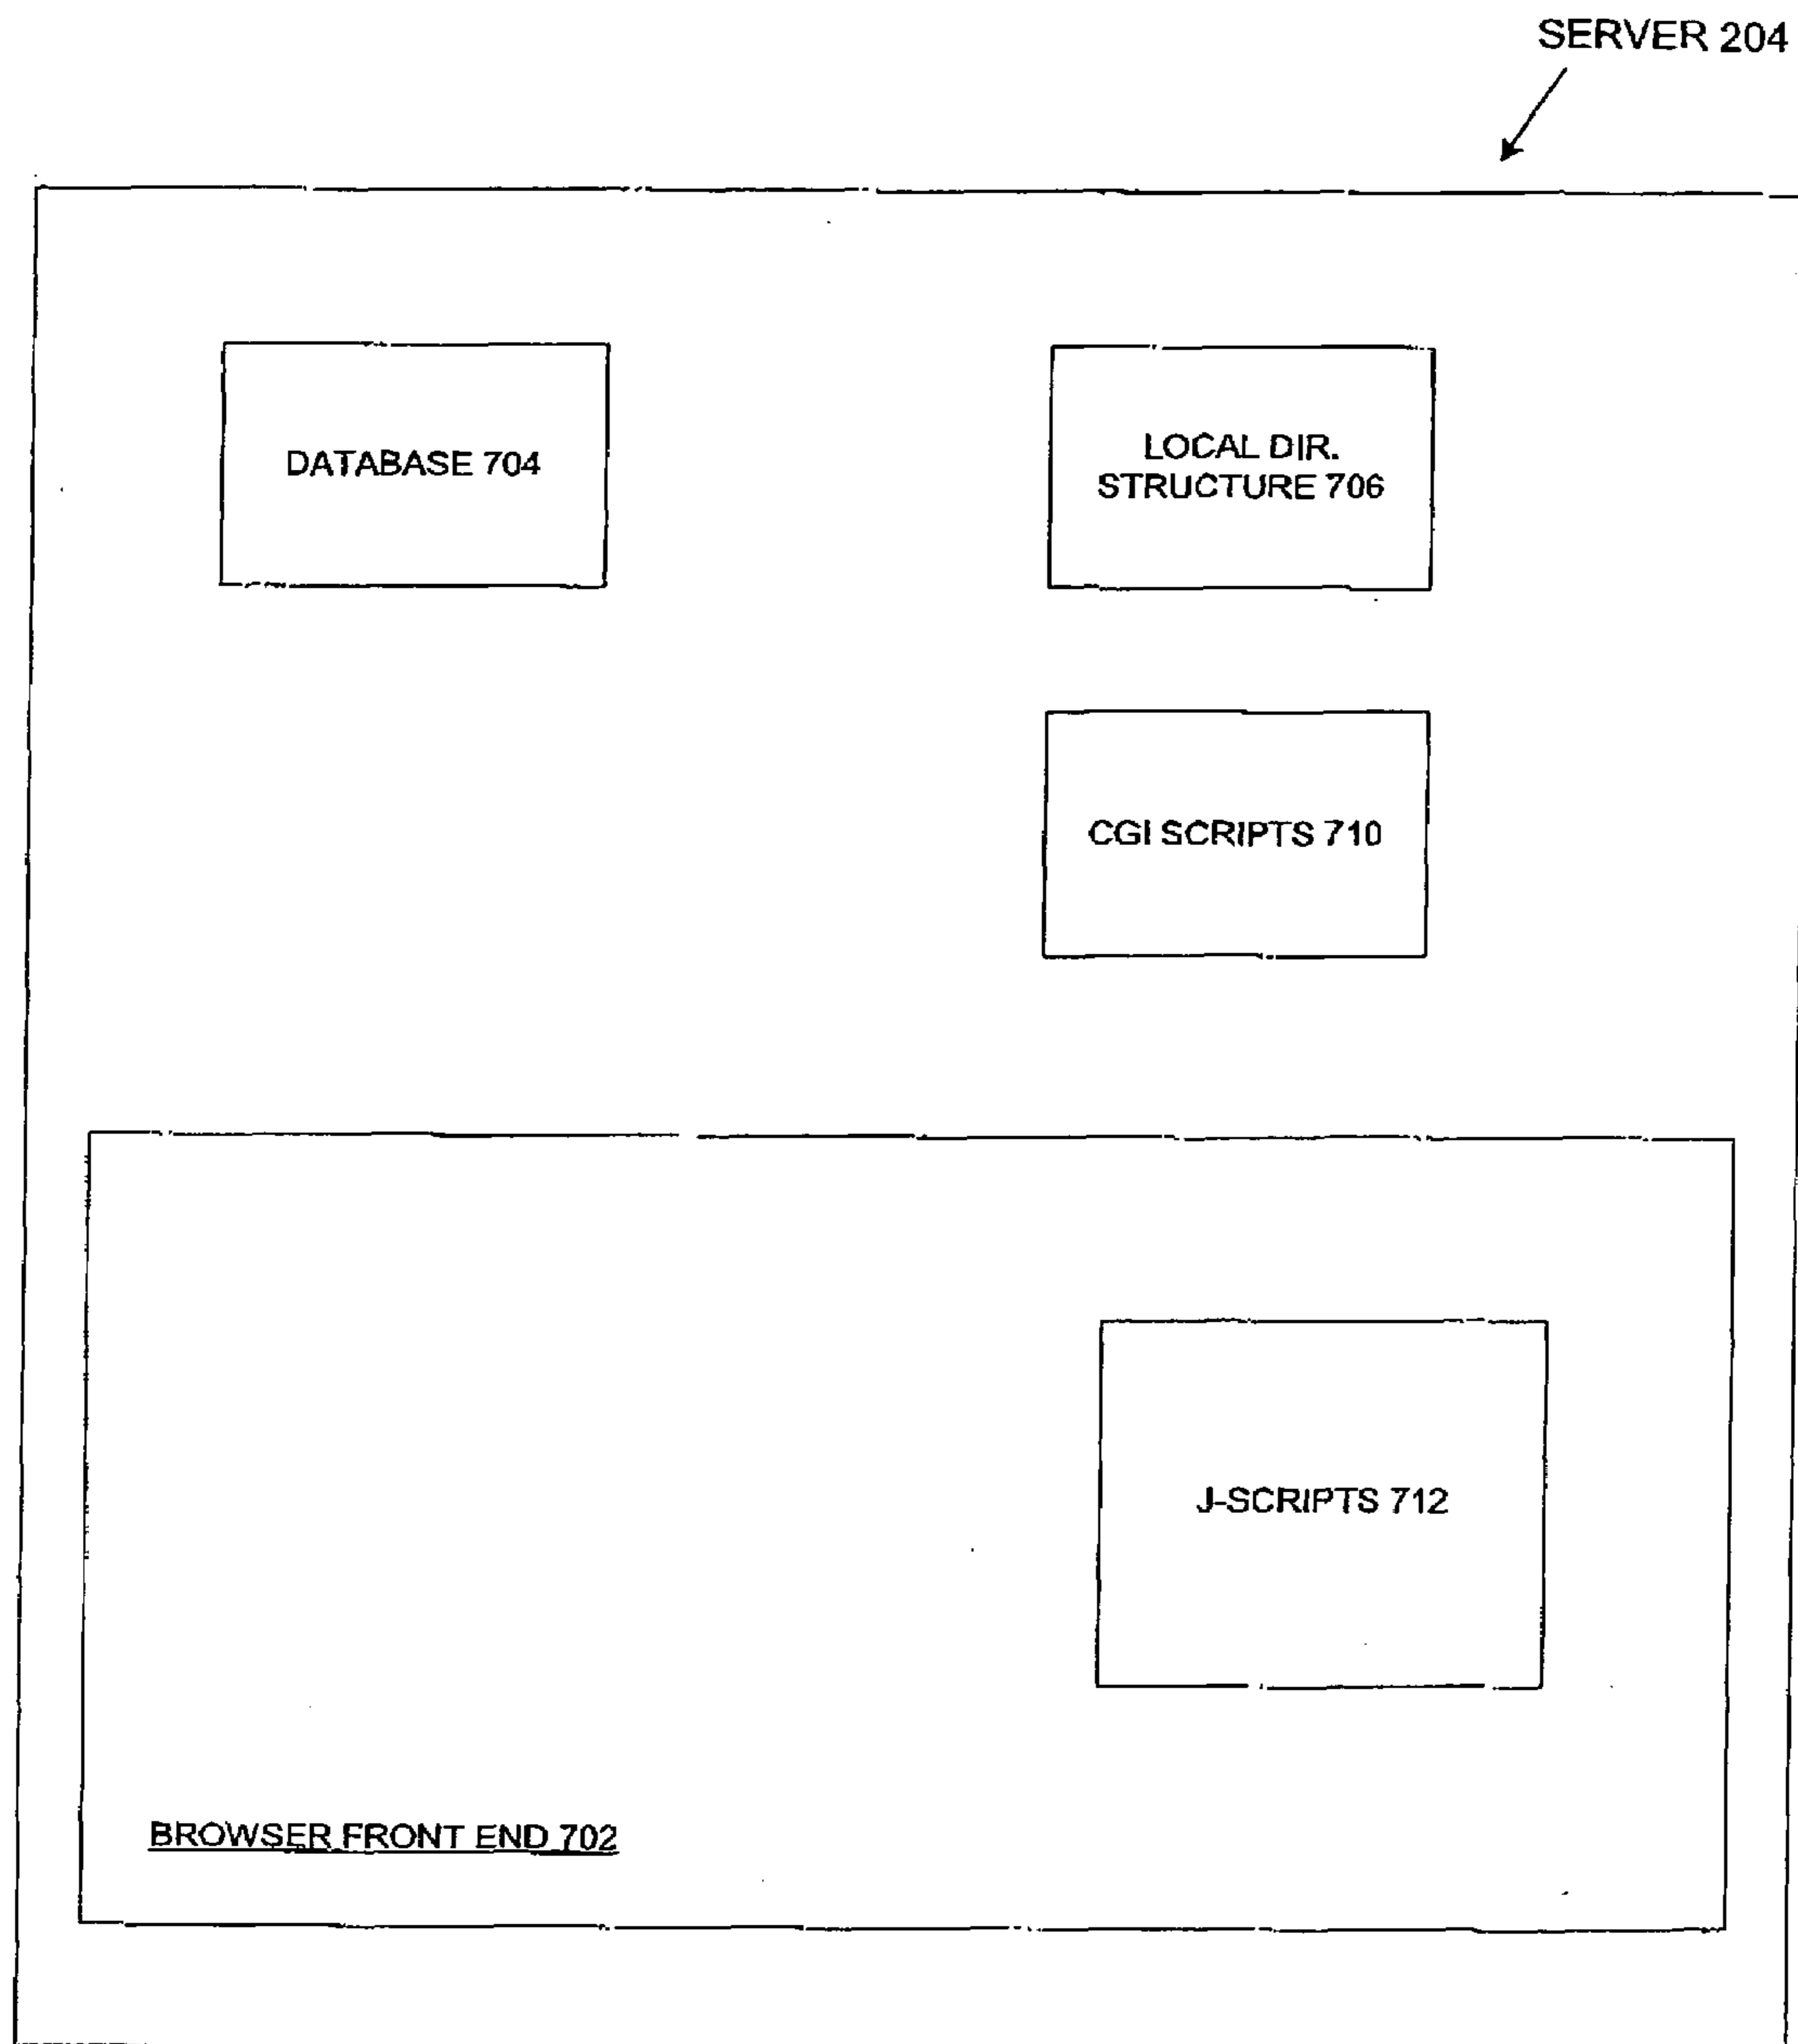 SERVER 204
DATABASE 704
LOCAL DIR.
STRUCTURE 706
CGI SCRIPTS 710
J-SCRIPTS 712
BROWSER FRONT END 702